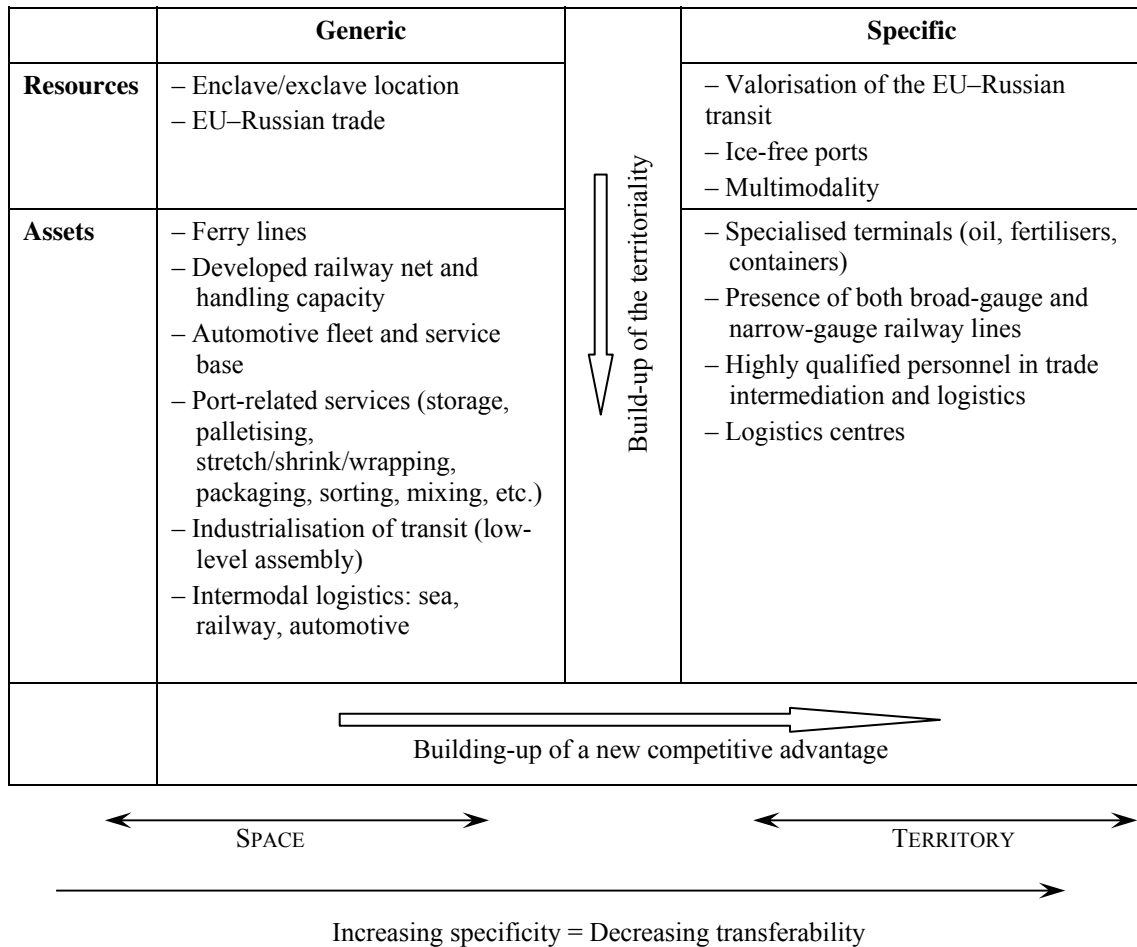 Generic
Specific
Resources
– Enclave/exclave location
– EU–Russian trade
– Valorisation of the EU–Russian
transit
– Ice-free ports
– Multimodality
Build-up of the territoriality
Assets
– Ferry lines
– Developed railway net and
handling capacity
– Automotive fleet and service
base
– Port-related services (storage,
palletising,
stretch/shrink/wrapping,
packaging, sorting, mixing, etc.)
– Industrialisation of transit (low-
level assembly)
– Intermodal logistics: sea,
railway, automotive
– Specialised terminals (oil, fertilisers,
containers)
– Presence of both broad-gauge and
narrow-gauge railway lines
– Highly qualified personnel in trade
intermediation and logistics
– Logistics centres
Building-up of a new competitive advantage
SPACE
TERRITORY
Increasing specificity = Decreasing transferability